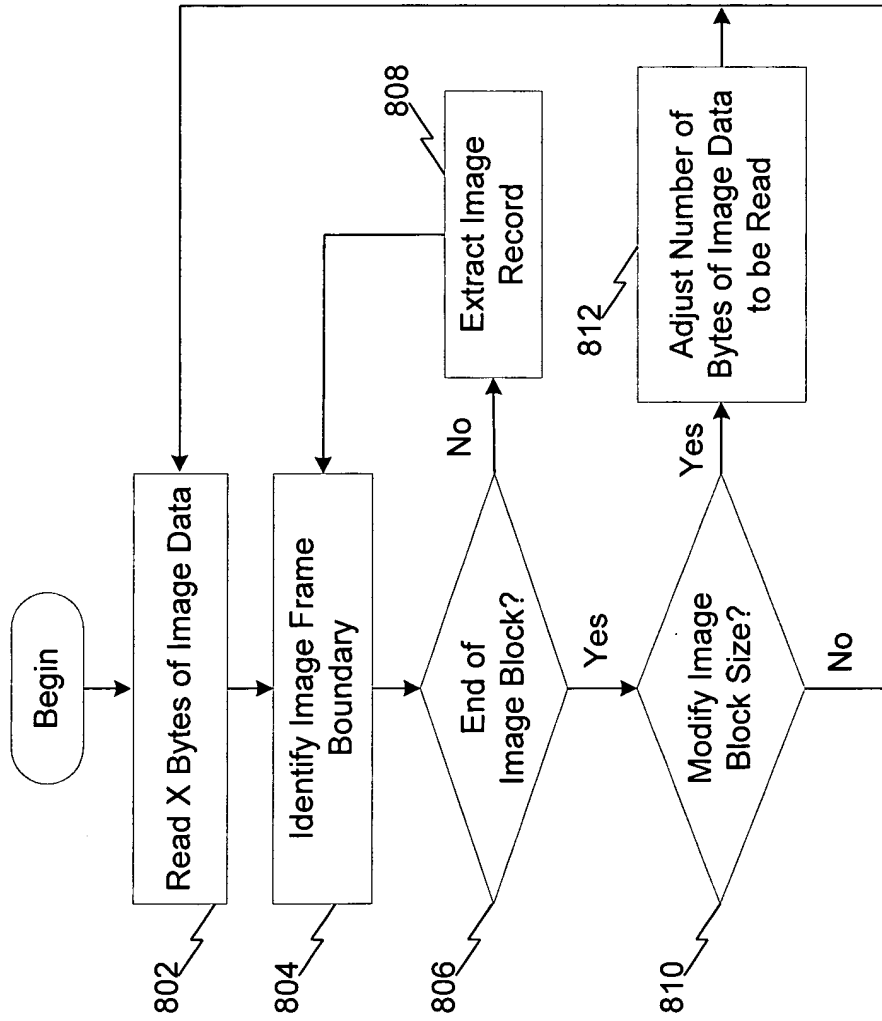 Begin
802
Read X Bytes of Image Data
804
Identify Image Frame
Boundary
806
End of
Image Block?
No
808
Extract Image
Record
Yes
810
Modify Image
Block Size?
Yes
812
Adjust Number of
Bytes of Image Data
to be Read
No